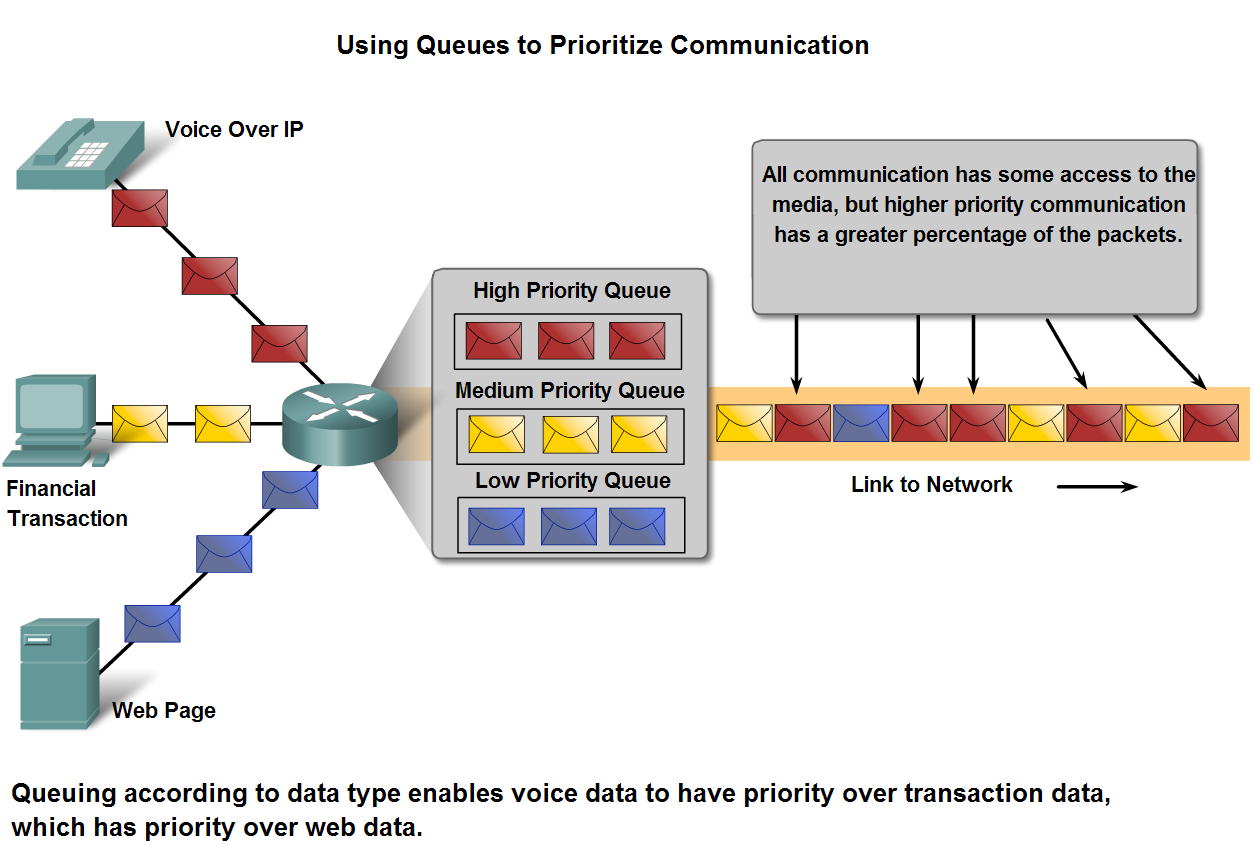 Using Queues to Prioritize Communication
Voice Over IP
All communication has some access to the
media, but higher priority communication
has a greater percentage of the packets.
High Priority Queue
Medium Priority Queue
Low Priority Queue
Link to Network
Financial
Transaction
Web Page
Queuing according to data type enables voice data to have priority over transaction data,
which has priority over web data.